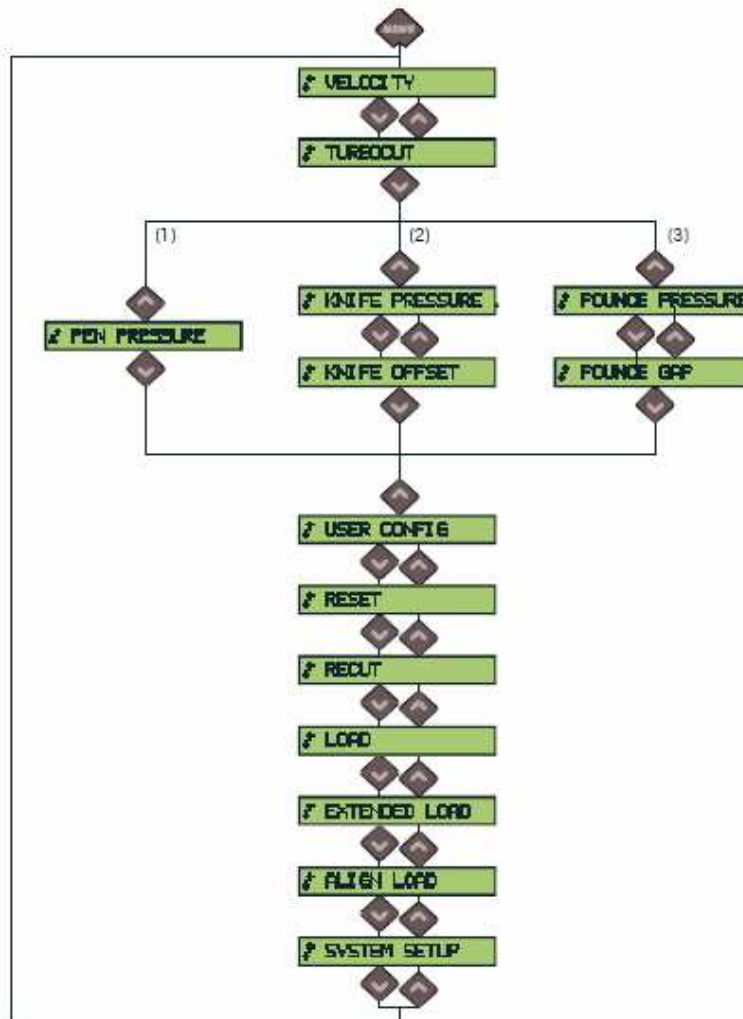 MENU
VELOCITY
TURBOCUT
(1)
(2)
(3)
KNIFE PRESSURE
POUNCE PRESSURE
PEN PRESSURE
KNIFE OFFSET
POUNCE GAP
USER CONFIG
RESET
RECUT
LOAD
EXTENDED LOAD
ALIGN LOAD
SYSTEM SETUP